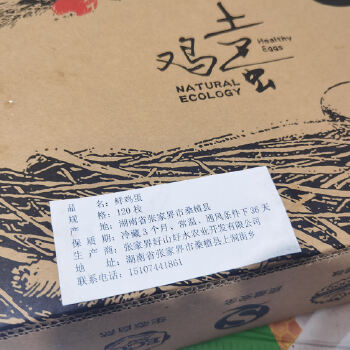 土
鸡蛋
Healthy
Eggs
NATURAL
ECOLOGY
品名：鲜鸡蛋
规格：120枚
产地：湖南省张家界市桑植县
保质期：冷藏3个月，常温、通风条件下36天
生产商：张家界好山好水农业开发有限公司
地址：湖南省张家界市桑植县上洞街乡
联系电话：15107441861